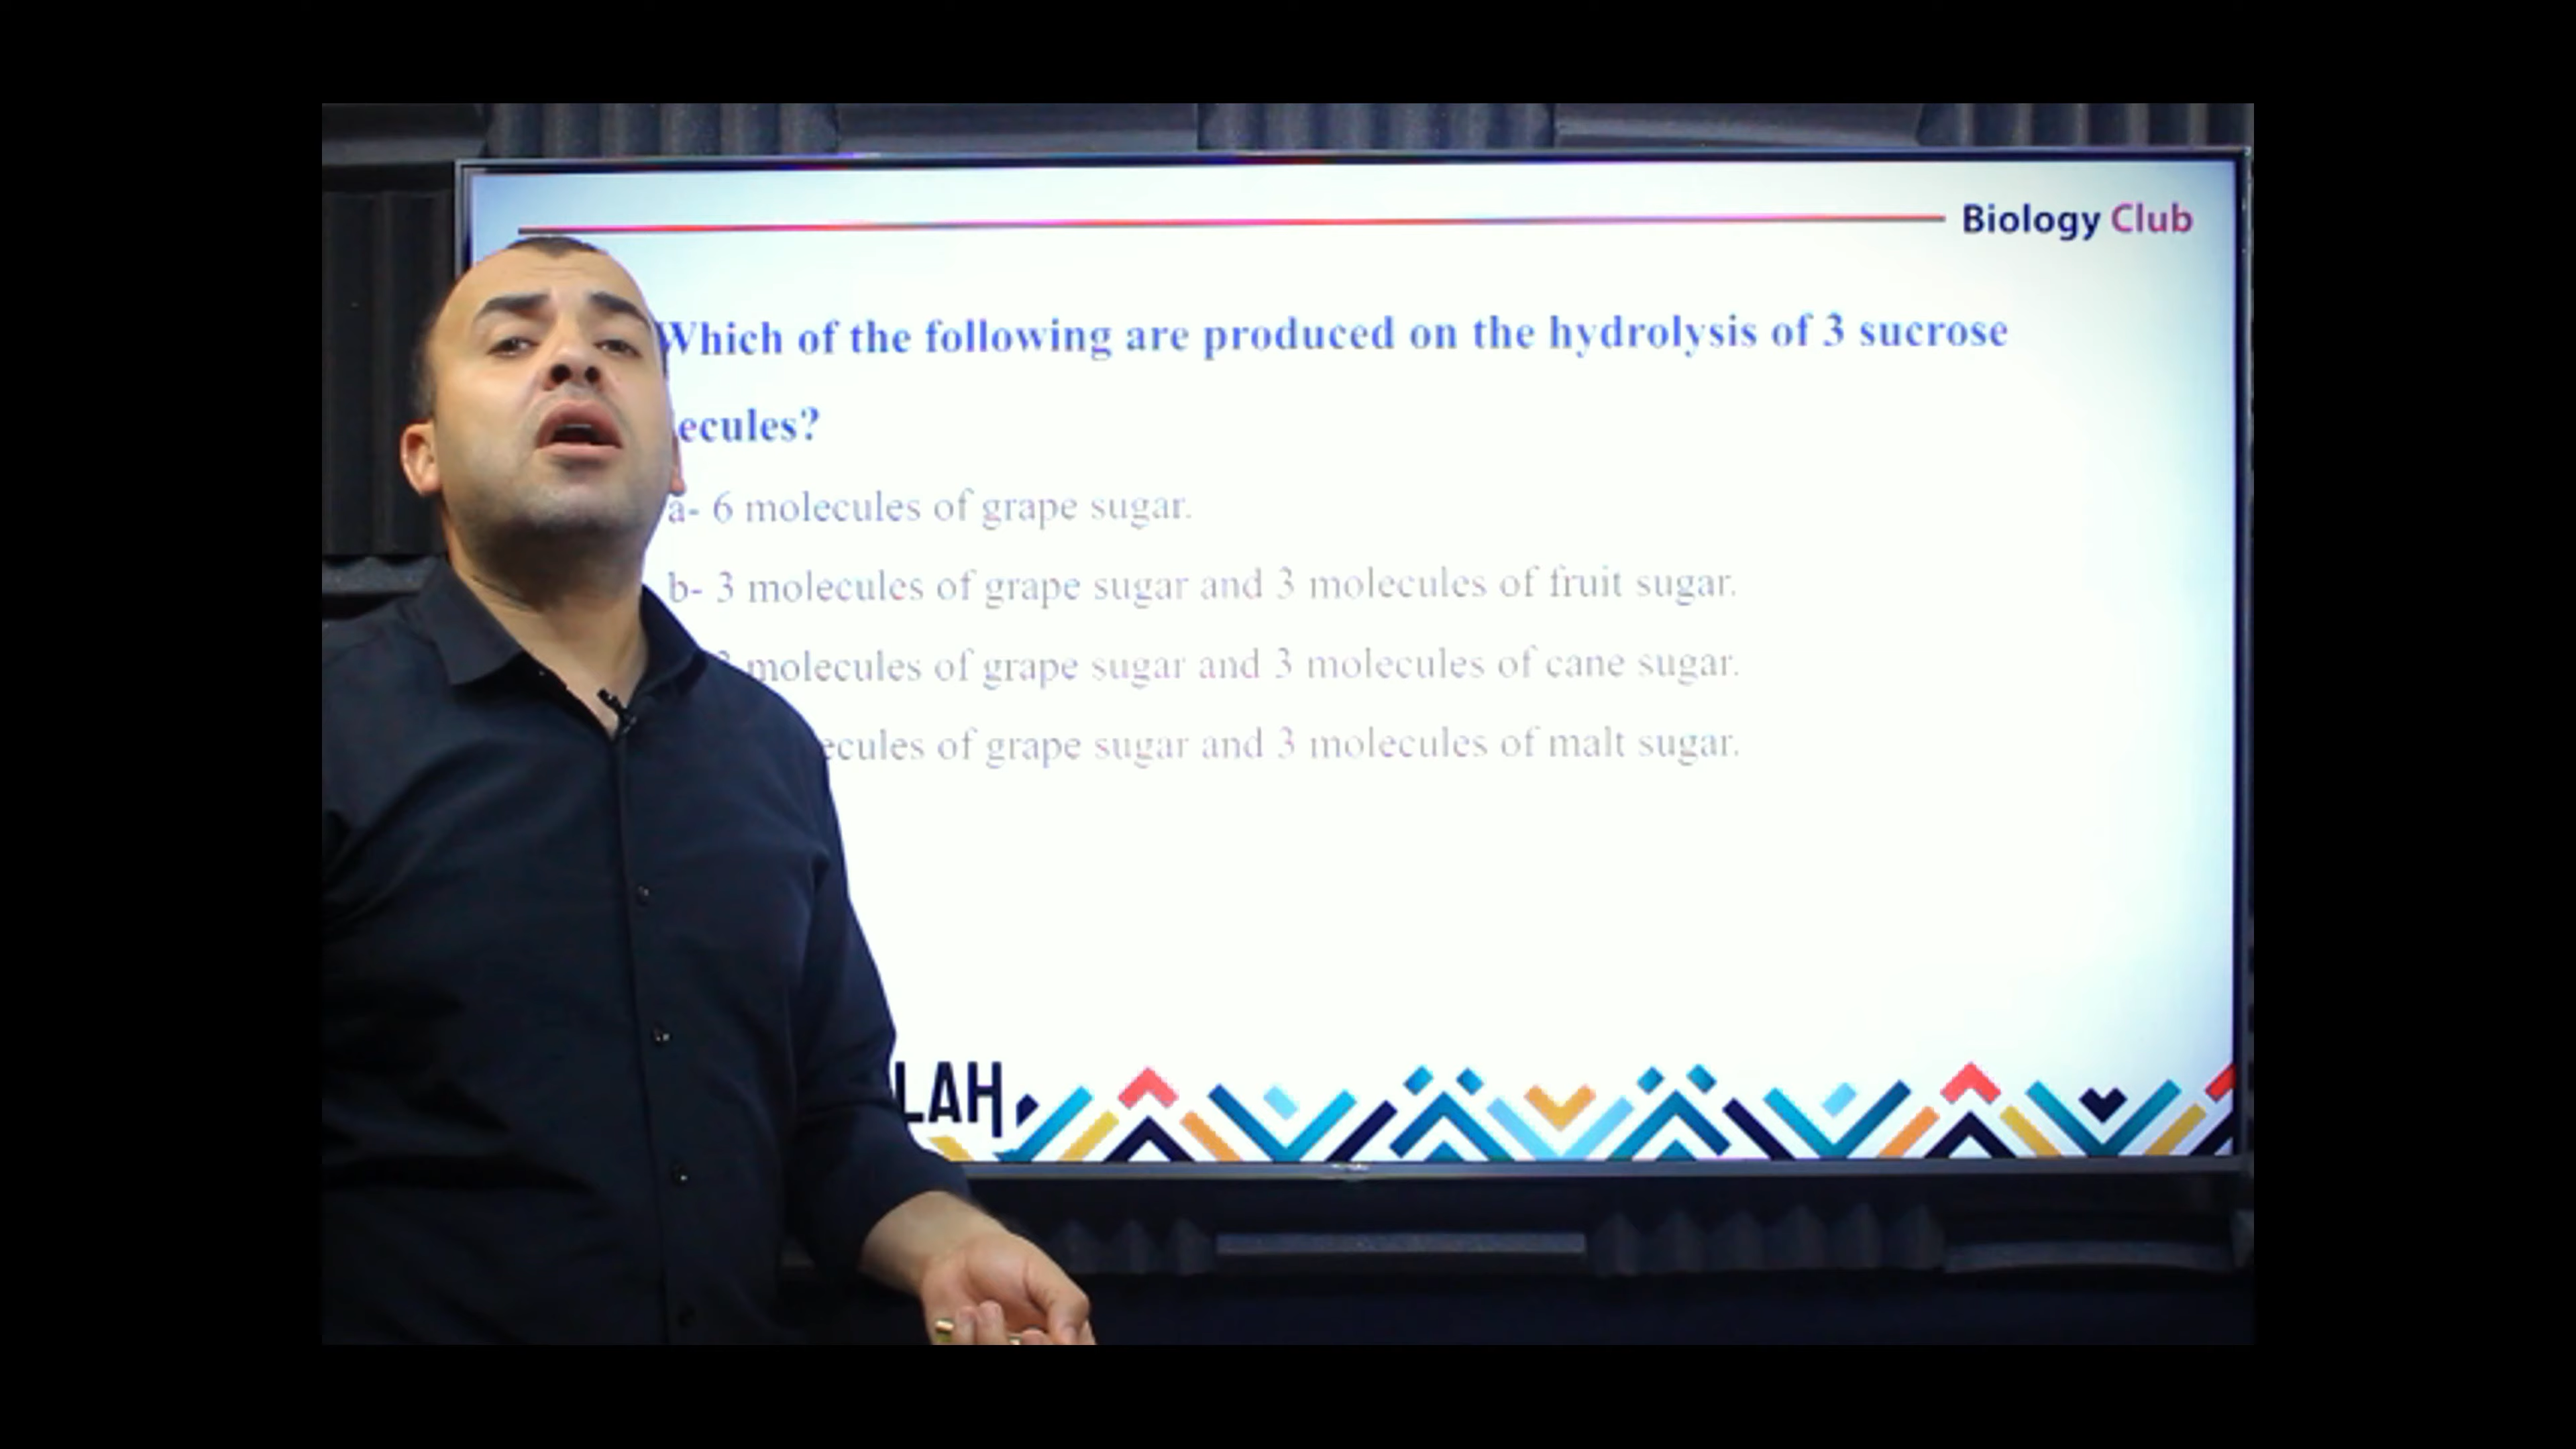 Biology Club
Which of the following are produced on the hydrolysis of 3 sucrose
ecules?
a- 6 molecules of grape sugar.
b- 3 molecules of grape sugar and 3 molecules of fruit sugar.
molecules of grape sugar and 3 molecules of cane sugar.
ecules of grape sugar and 3 molecules of malt sugar.
LAH